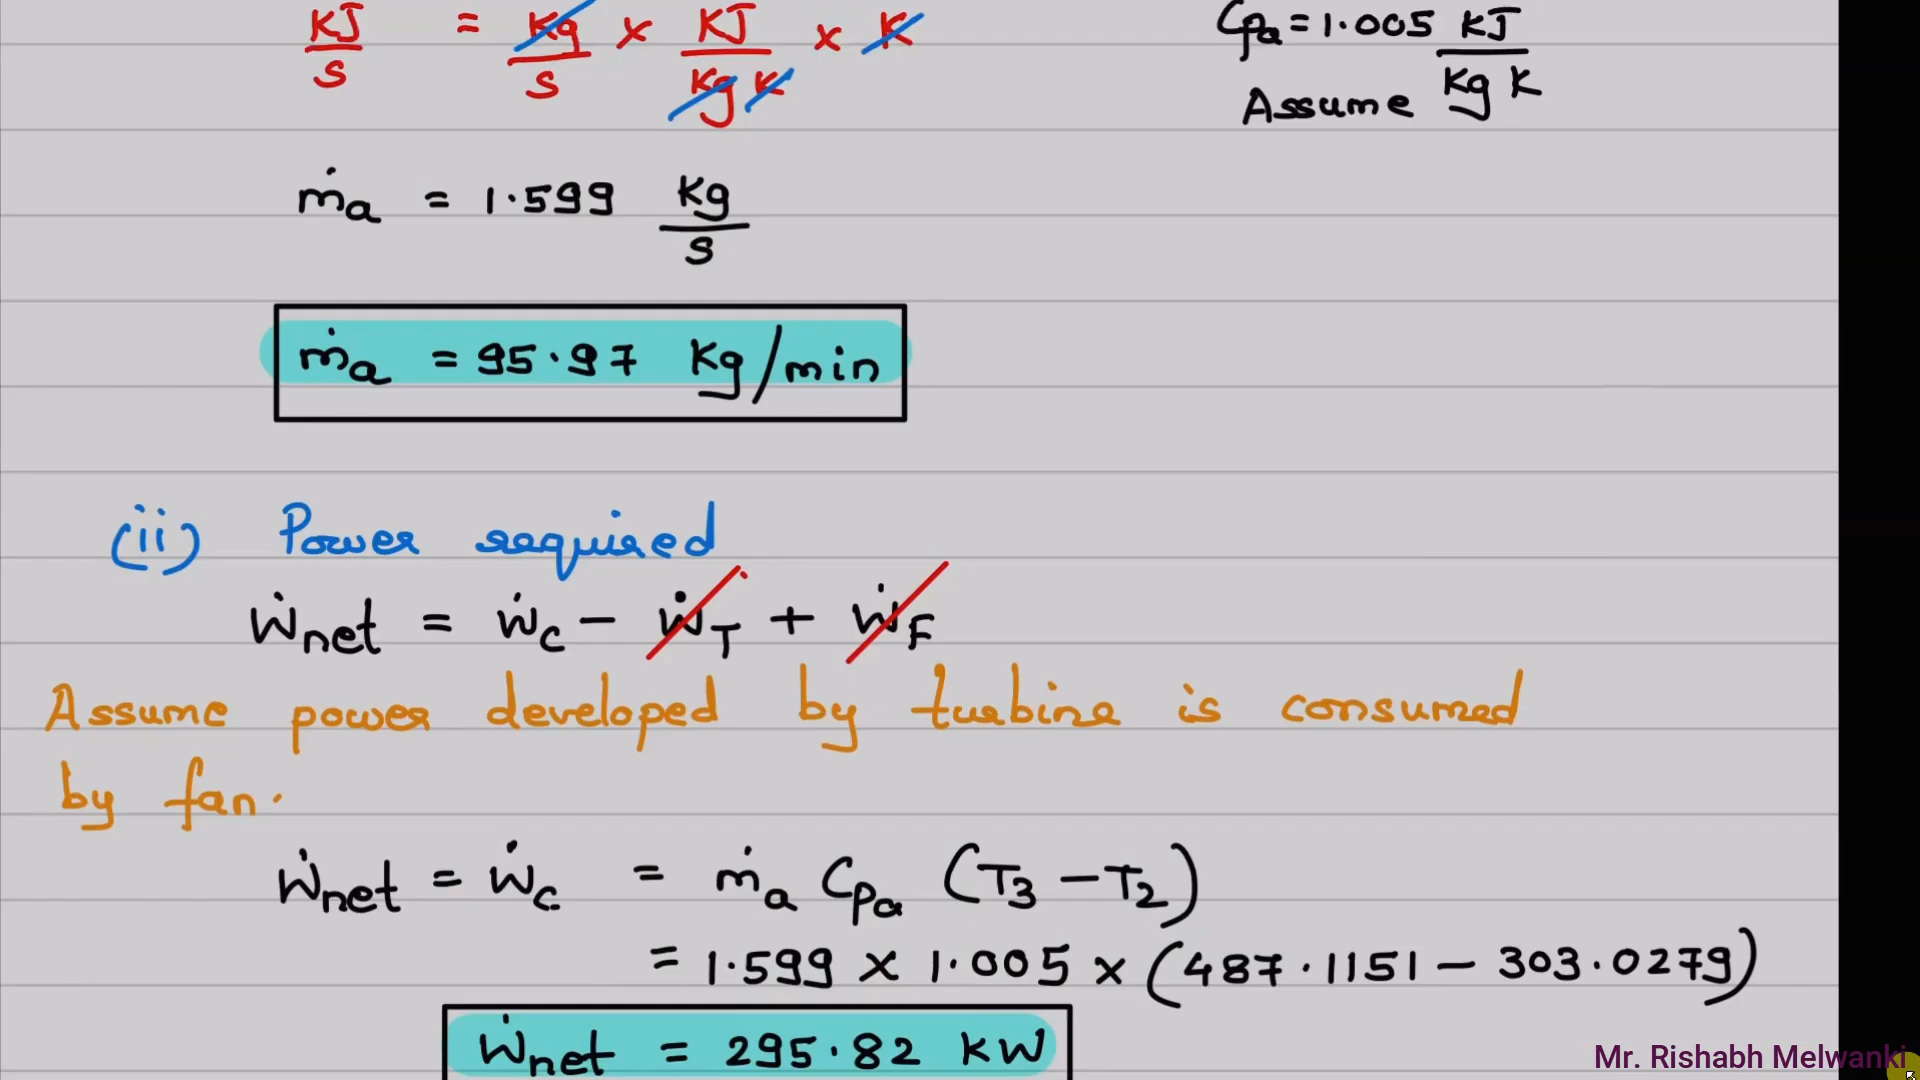 KJ/s = Kg/s × KJ/Kg K × K
Cpa = 1.005 KJ/Kg K
Assume
ṁa = 1.599 Kg/s
ṁa = 95.97 Kg/min
(ii) Power required
Ẇnet = ẆC − ẆT + ẆF
Assume power developed by turbine is consumed
by fan.
Ẇnet = Ẇc = ṁa Cpa (T3 − T2)
= 1.599 × 1.005 × (487.1151 − 303.0279)
Ẇnet = 295.82 KW
Mr. Rishabh Melwanki